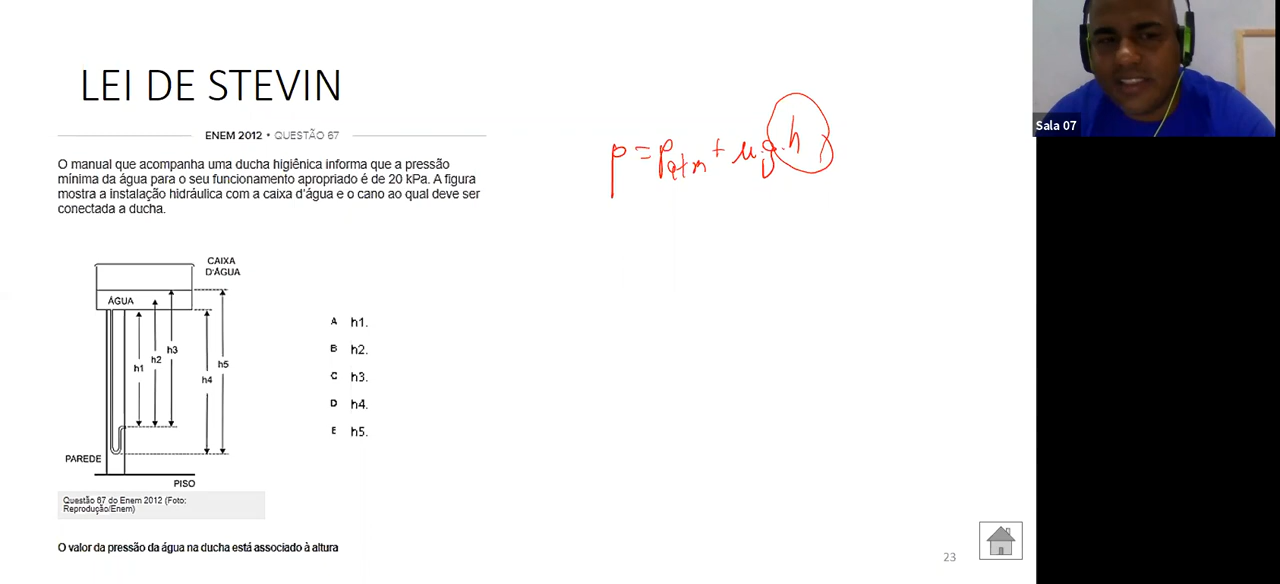 LEI DE STEVIN
ENEM 2012 • QUESTÃO 67
O manual que acompanha uma ducha higiênica informa que a pressão
mínima da água para o seu funcionamento apropriado é de 20 kPa. A figura
mostra a instalação hidráulica com a caixa d'água e o cano ao qual deve ser
conectada a ducha.
p = patm + μ.g.h
Sala 07
CAIXA
D'ÁGUA
ÁGUA
h3
h2
h1
h5
h4
PAREDE
PISO
A h1.
B h2.
C h3.
D h4.
E h5.
Questão 67 do Enem 2012 (Foto:
Reprodução/Enem)
O valor da pressão da água na ducha está associado à altura
23